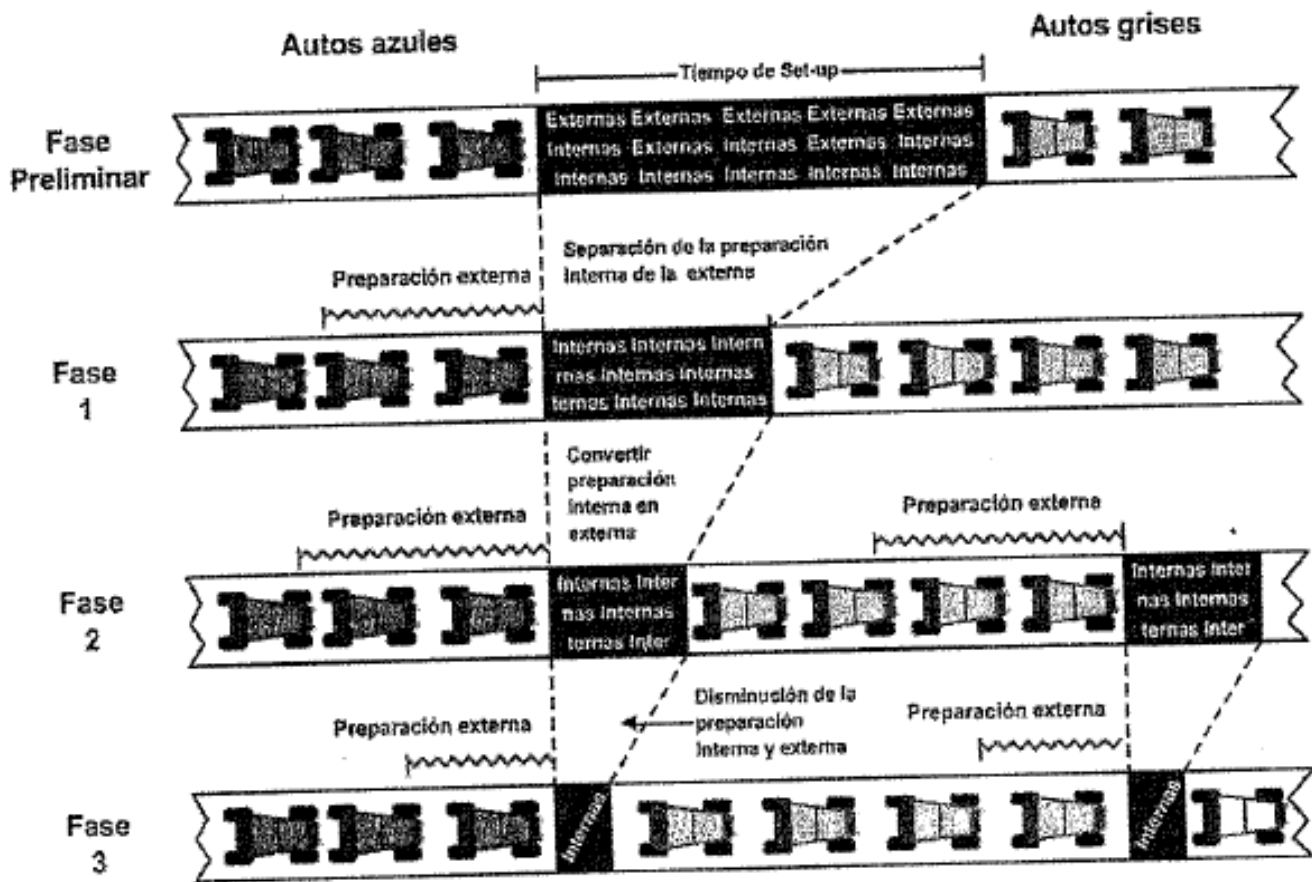 Autos azules
Autos grises
Tiempo de Set-up
Fase
Preliminar
Externas Externas Externas Externas Externas
Internas Externas Internas Externas Internas
Internas Internas Internas Internas Internas
Preparación externa
Separación de la preparación
Interna de la externa
Fase
1
Internas Internas Intern
rnas Internas Internas
ternas Internas Internas
Convertir
preparación
Interna en
externa
Preparación externa
Preparación externa
Fase
2
Internas Inter
nas Internas
ternas Inter
Internas Inter
nas Internas
ternas Inter
Preparación externa
Disminución de la
preparación
Interna y externa
Preparación externa
Fase
3
Internas
Internas